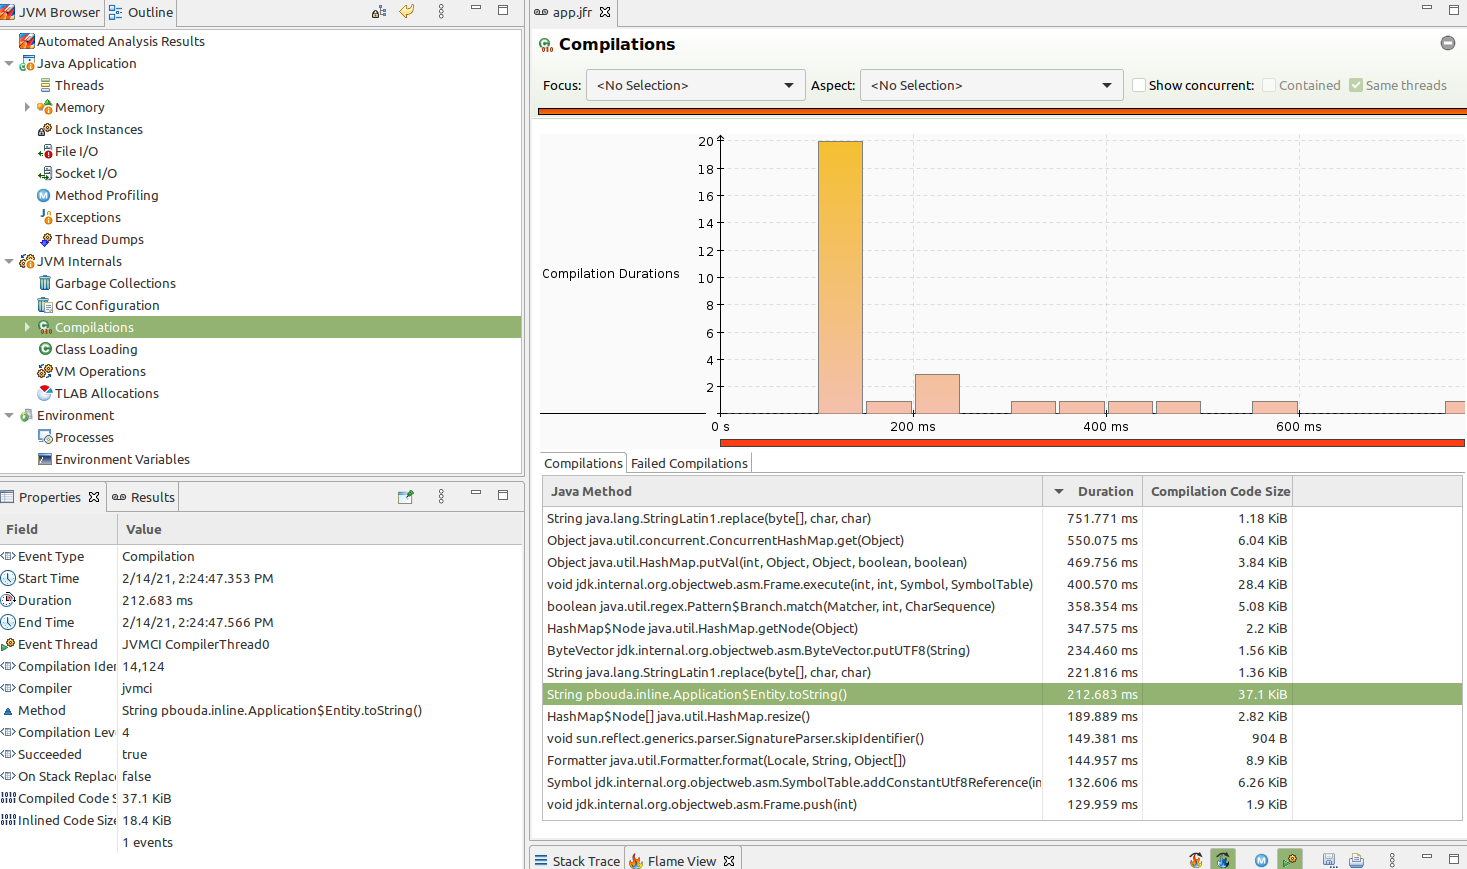 JVM Browser
Outline
Automated Analysis Results
Java Application
Threads
Memory
Lock Instances
File I/O
Socket I/O
Method Profiling
Exceptions
Thread Dumps
JVM Internals
Garbage Collections
GC Configuration
Compilations
Class Loading
VM Operations
TLAB Allocations
Environment
Processes
Environment Variables
Properties
Results
Field Value
Event Type Compilation
Start Time 2/14/21, 2:24:47.353 PM
Duration 212.683 ms
End Time 2/14/21, 2:24:47.566 PM
Event Thread JVMCI CompilerThread0
Compilation Iden 14,124
Compiler jvmci
Method String pbouda.inline.Application$Entity.toString()
Compilation Leve 4
Succeeded true
On Stack Replace false
Compiled Code S 37.1 KiB
Inlined Code Size 18.4 KiB
1 events
app.jfr
Compilations
Focus: <No Selection> Aspect: <No Selection> Show concurrent: Contained Same threads
20
18
16
14
12
10
8
6
4
2
Compilation Durations
0 s 200 ms 400 ms 600 ms
Compilations Failed Compilations
Java Method Duration Compilation Code Size
String java.lang.StringLatin1.replace(byte[], char, char) 751.771 ms 1.18 KiB
Object java.util.concurrent.ConcurrentHashMap.get(Object) 550.075 ms 6.04 KiB
Object java.util.HashMap.putVal(int, Object, Object, boolean, boolean) 469.756 ms 3.84 KiB
void jdk.internal.org.objectweb.asm.Frame.execute(int, int, Symbol, SymbolTable) 400.570 ms 28.4 KiB
boolean java.util.regex.Pattern$Branch.match(Matcher, int, CharSequence) 358.354 ms 5.08 KiB
HashMap$Node java.util.HashMap.getNode(Object) 347.575 ms 2.2 KiB
ByteVector jdk.internal.org.objectweb.asm.ByteVector.putUTF8(String) 234.460 ms 1.56 KiB
String java.lang.StringLatin1.replace(byte[], char, char) 221.816 ms 1.36 KiB
String pbouda.inline.Application$Entity.toString() 212.683 ms 37.1 KiB
HashMap$Node[] java.util.HashMap.resize() 189.889 ms 2.82 KiB
void sun.reflect.generics.parser.SignatureParser.skipIdentifier() 149.381 ms 904 B
Formatter java.util.Formatter.format(Locale, String, Object[]) 144.957 ms 8.9 KiB
Symbol jdk.internal.org.objectweb.asm.SymbolTable.addConstantUtf8Reference(in 132.606 ms 6.26 KiB
void jdk.internal.org.objectweb.asm.Frame.push(int) 129.959 ms 1.9 KiB
Stack Trace Flame View